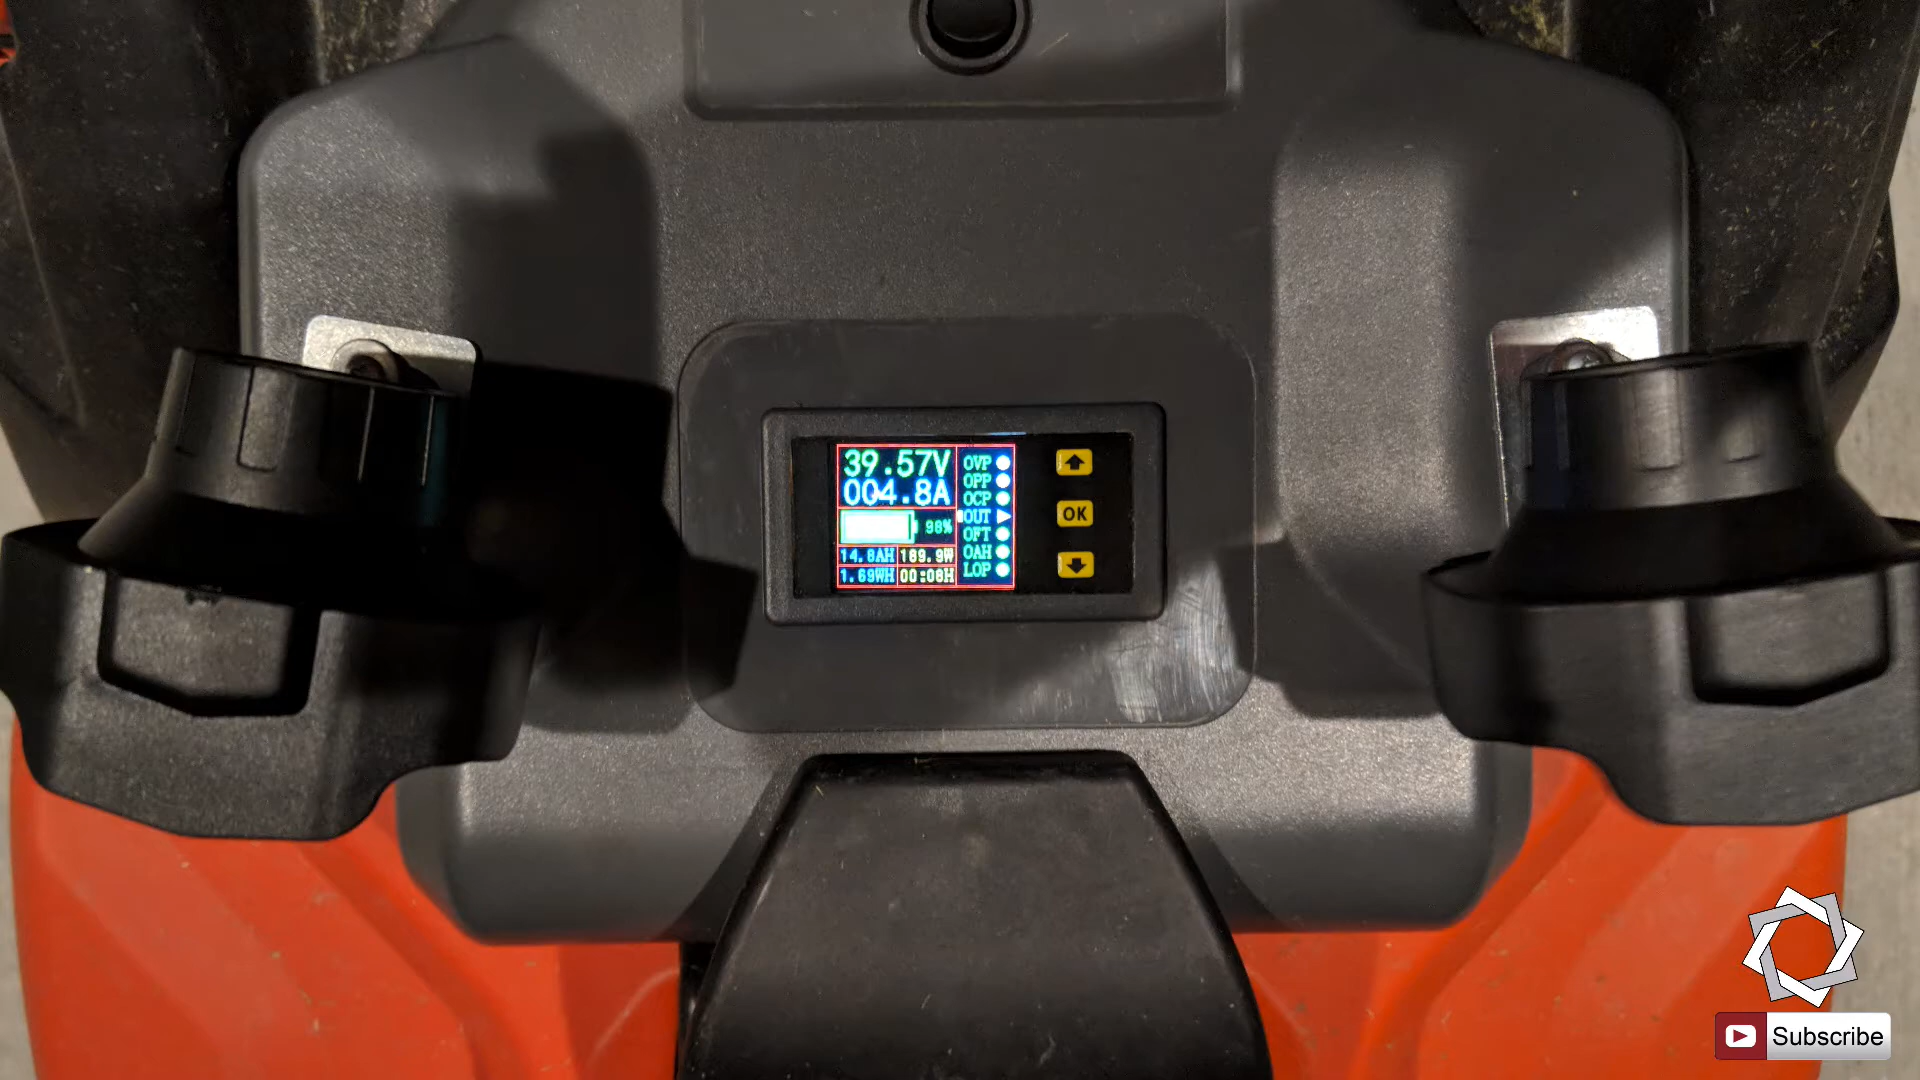 39.57V
004.8A
98%
14.8AH 189.9W
1.69WH 00:08H
OVP
OPP
OCP
OUT
OFT
OAH
LOP
OK
Subscribe